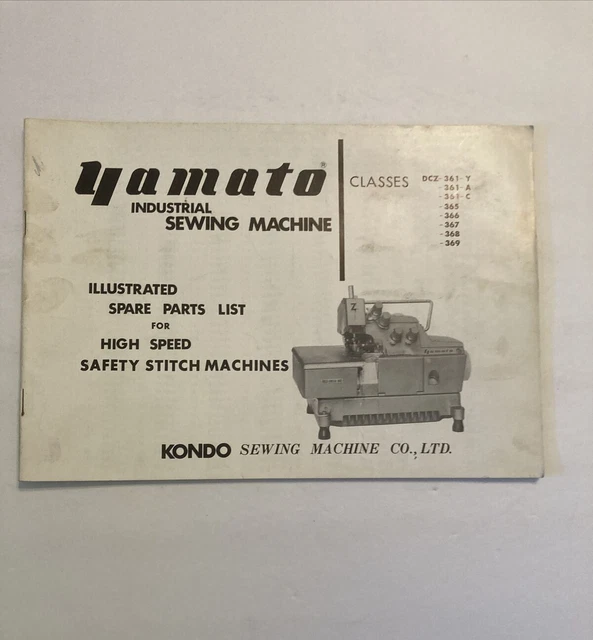 Yamato®
INDUSTRIAL
SEWING MACHINE
CLASSES DCZ-361-Y
-361-A
-361-C
-365
-366
-367
-368
-369
ILLUSTRATED
SPARE PARTS LIST
FOR
HIGH SPEED
SAFETY STITCH MACHINES
Z
Yamato
KONDO SEWING MACHINE CO., LTD.